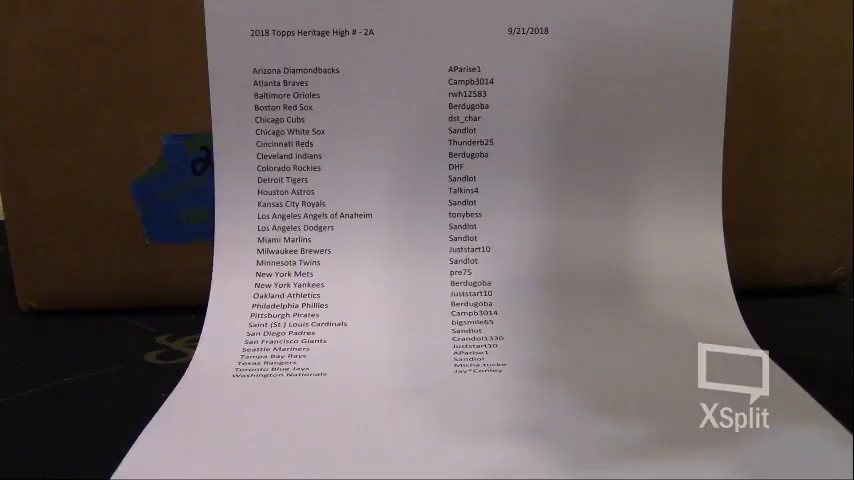 2018 Topps Heritage High # - 2A 9/21/2018
Arizona Diamondbacks AParise1
Atlanta Braves Campb3014
Baltimore Orioles rwh12583
Boston Red Sox Berdugoba
Chicago Cubs dst_char
Chicago White Sox Sandlot
Cincinnati Reds Thunderb25
Cleveland Indians Berdugoba
Colorado Rockies DHF
Detroit Tigers Sandlot
Houston Astros Talkins4
Kansas City Royals Sandlot
Los Angeles Angels of Anaheim tonybess
Los Angeles Dodgers Sandlot
Miami Marlins Sandlot
Milwaukee Brewers Juststart10
Minnesota Twins Sandlot
New York Mets pre75
New York Yankees Berdugoba
Oakland Athletics Juststart10
Philadelphia Phillies Berdugoba
Pittsburgh Pirates Campb3014
Saint (St.) Louis Cardinals bigsmile65
San Diego Padres Sandlot
San Francisco Giants Crandol1330
Seattle Mariners Juststart10
Tampa Bay Rays AParise1
Texas Rangers Sandlot
Toronto Blue Jays
Washington Nationals Jay*Conley
XSplit